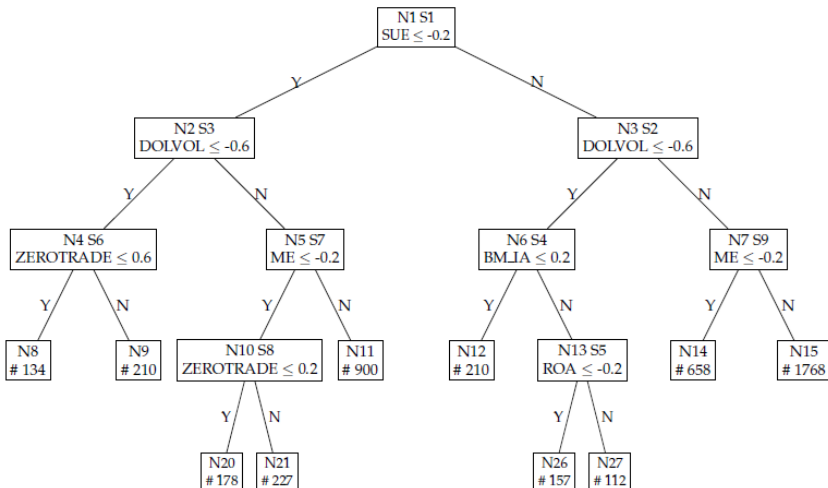 N1 S1
SUE ≤ -0.2
Y
N
N2 S3
DOLVOL ≤ -0.6
N3 S2
DOLVOL ≤ -0.6
Y
N
Y
N
N4 S6
ZEROTRADE ≤ 0.6
N5 S7
ME ≤ -0.2
N6 S4
BM_IA ≤ 0.2
N7 S9
ME ≤ -0.2
Y
N
Y
N
Y
N
Y
N
N8
# 134
N9
# 210
N10 S8
ZEROTRADE ≤ 0.2
N11
# 900
N12
# 210
N13 S5
ROA ≤ -0.2
N14
# 658
N15
# 1768
Y
N
Y
N
N20
# 178
N21
# 227
N26
# 157
N27
# 112